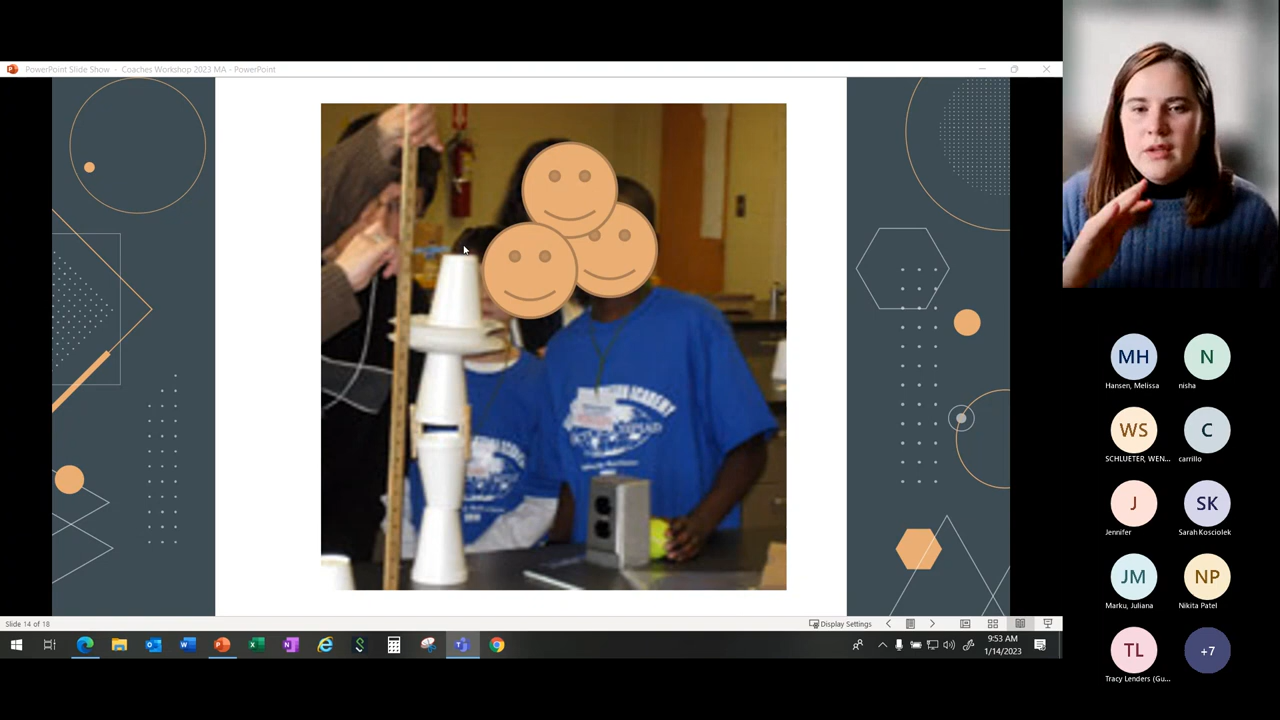 PowerPoint Slide Show - Coaches Workshop 2023 MA - PowerPoint
ACADEMY
Slide 14 of 18
Display Settings
9:53 AM
1/14/2023
MH
Hansen, Melissa
N
nisha
WS
SCHLUETER, WEN...
C
carrillo
J
Jennifer
SK
Sarah Kosciolek
JM
Marku, Juliana
NP
Nikita Patel
TL
Tracy Lenders (Gu...
+7